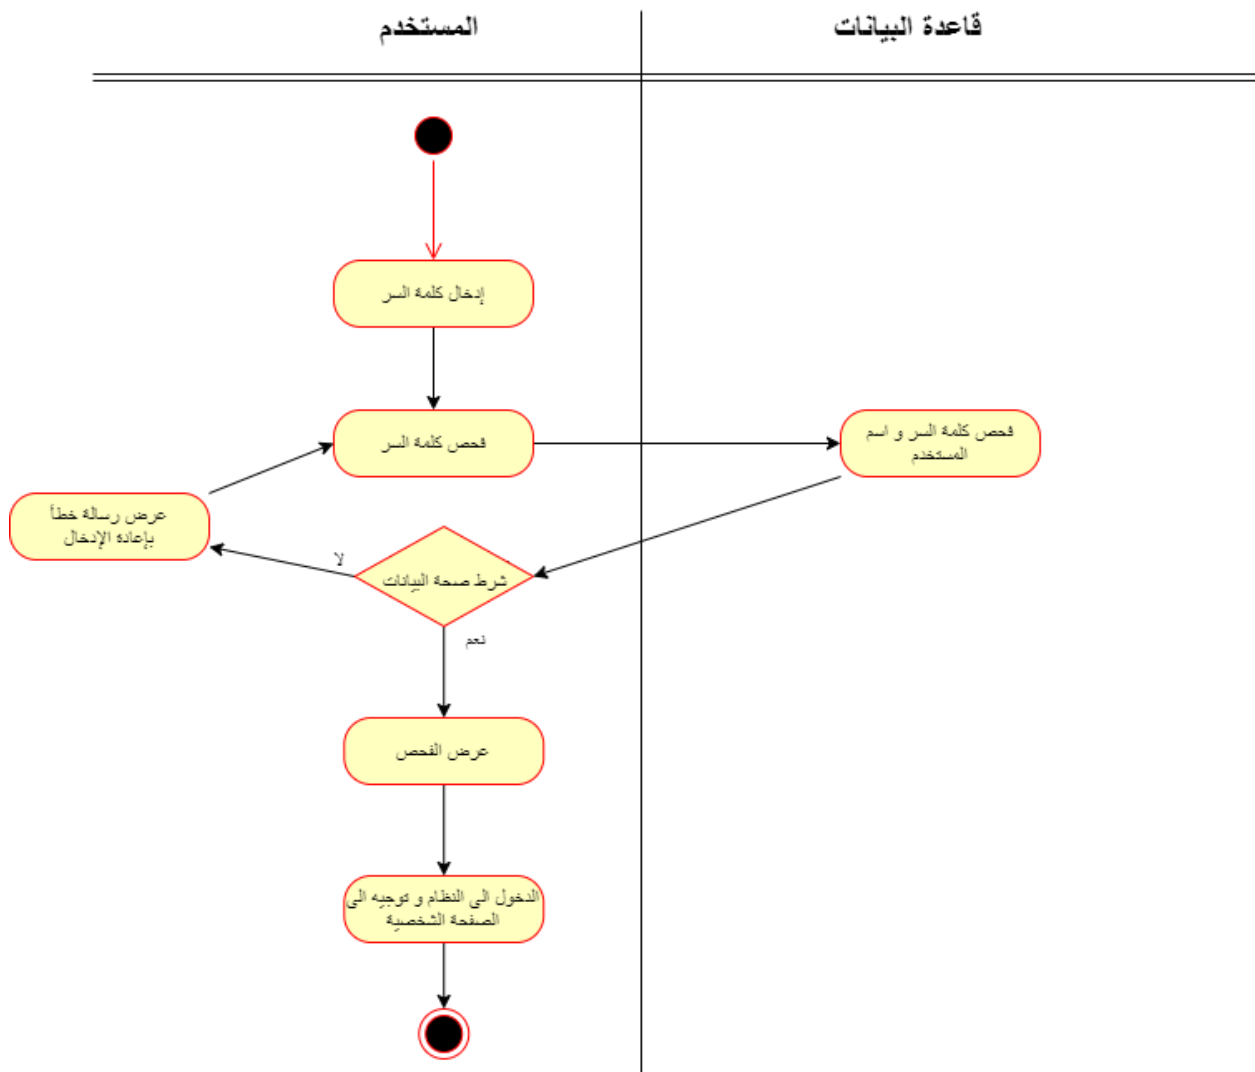 المستخدم
قاعدة البيانات
إدخال كلمة السر
فحص كلمة السر
فحص كلمة السر و اسم
المستخدم
عرض رسالة خطأ
بإعادة الإدخال
لا
شرط صحة البيانات
نعم
عرض الفحص
الدخول الى النظام و توجيه الى
الصفحة الشخصية